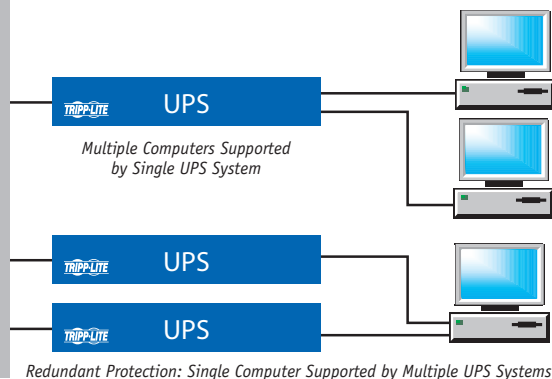 TRIPP·LITE UPS
Multiple Computers Supported
by Single UPS System
TRIPP·LITE UPS
TRIPP·LITE UPS
Redundant Protection: Single Computer Supported by Multiple UPS Systems